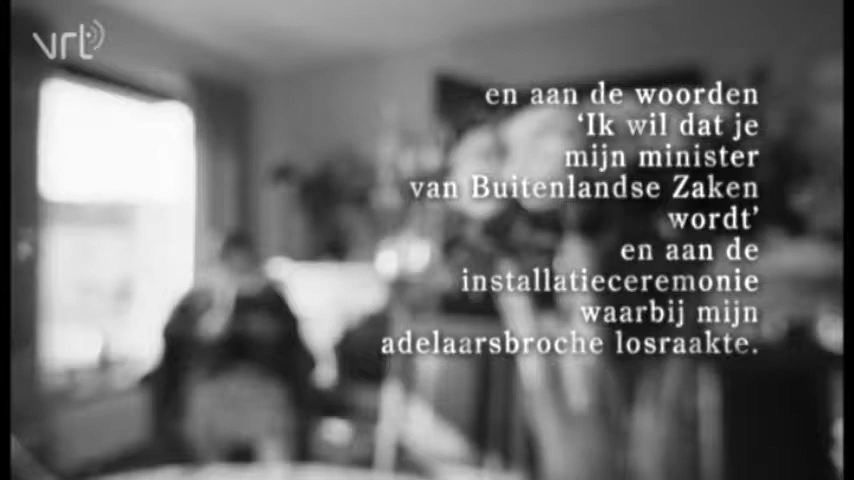 vrt
en aan de woorden
‘Ik wil dat je
mijn minister
van Buitenlandse Zaken
wordt’
en aan de
installatieceremonie
waarbij mijn
adelaarsbroche losraakte.